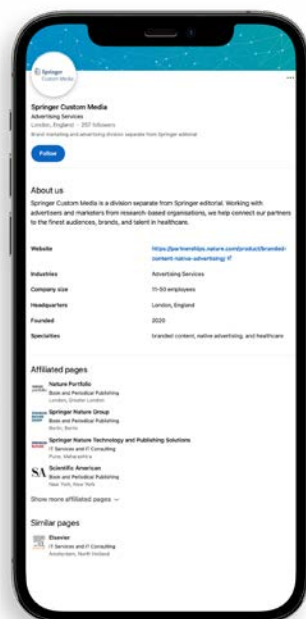 Springer
Custom Media
Springer Custom Media
Advertising Services
London, England · 257 followers
Brand marketing and advertising division separate from Springer editorial
Follow
About us
Springer Custom Media is a division separate from Springer editorial. Working with
advertisers and marketers from research-based organisations, we help connect our partners
to the finest audiences, brands, and talent in healthcare.
Website
https://partnerships.nature.com/product/branded-
content-native-advertising/
Industries
Advertising Services
Company size
11-50 employees
Headquarters
London, England
Founded
2020
Specialties
branded content, native advertising, and healthcare
Affiliated pages
Nature Portfolio
Book and Periodical Publishing
London, Greater London
Springer Nature Group
Book and Periodical Publishing
Berlin, Berlin
Springer Nature Technology and Publishing Solutions
IT Services and IT Consulting
Pune, Maharashtra
SA
Scientific American
Book and Periodical Publishing
New York, New York
Show more affiliated pages
Similar pages
Elsevier
IT Services and IT Consulting
Amsterdam, North Holland